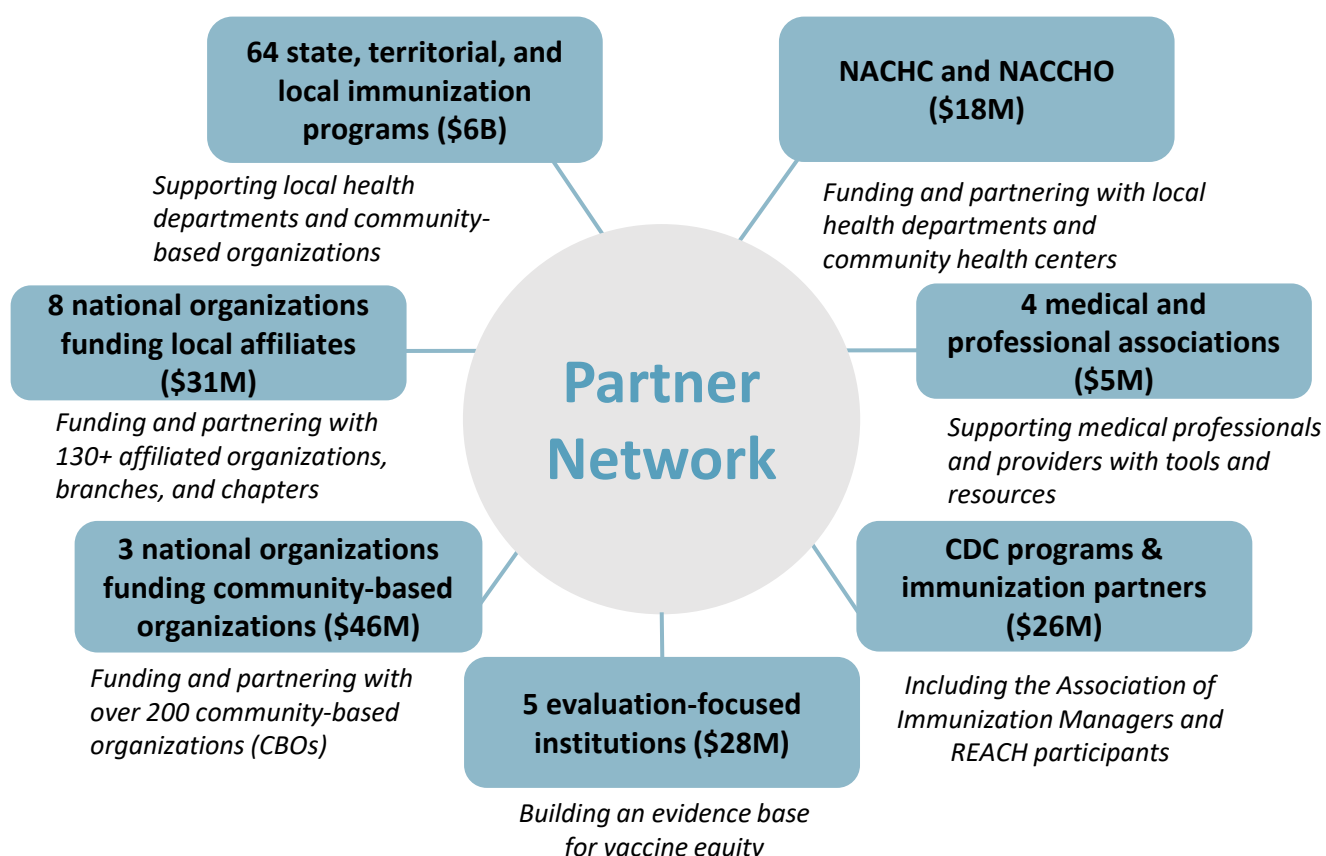 64 state, territorial, and
local immunization
programs ($6B)
Supporting local health
departments and community-
based organizations
NACHC and NACCHO
($18M)
Funding and partnering with local
health departments and
community health centers
8 national organizations
funding local affiliates
($31M)
Funding and partnering with
130+ affiliated organizations,
branches, and chapters
Partner
Network
4 medical and
professional associations
($5M)
Supporting medical professionals
and providers with tools and
resources
3 national organizations
funding community-based
organizations ($46M)
Funding and partnering with
over 200 community-based
organizations (CBOs)
5 evaluation-focused
institutions ($28M)
Building an evidence base
for vaccine equity
CDC programs &
immunization partners
($26M)
Including the Association of
Immunization Managers and
REACH participants